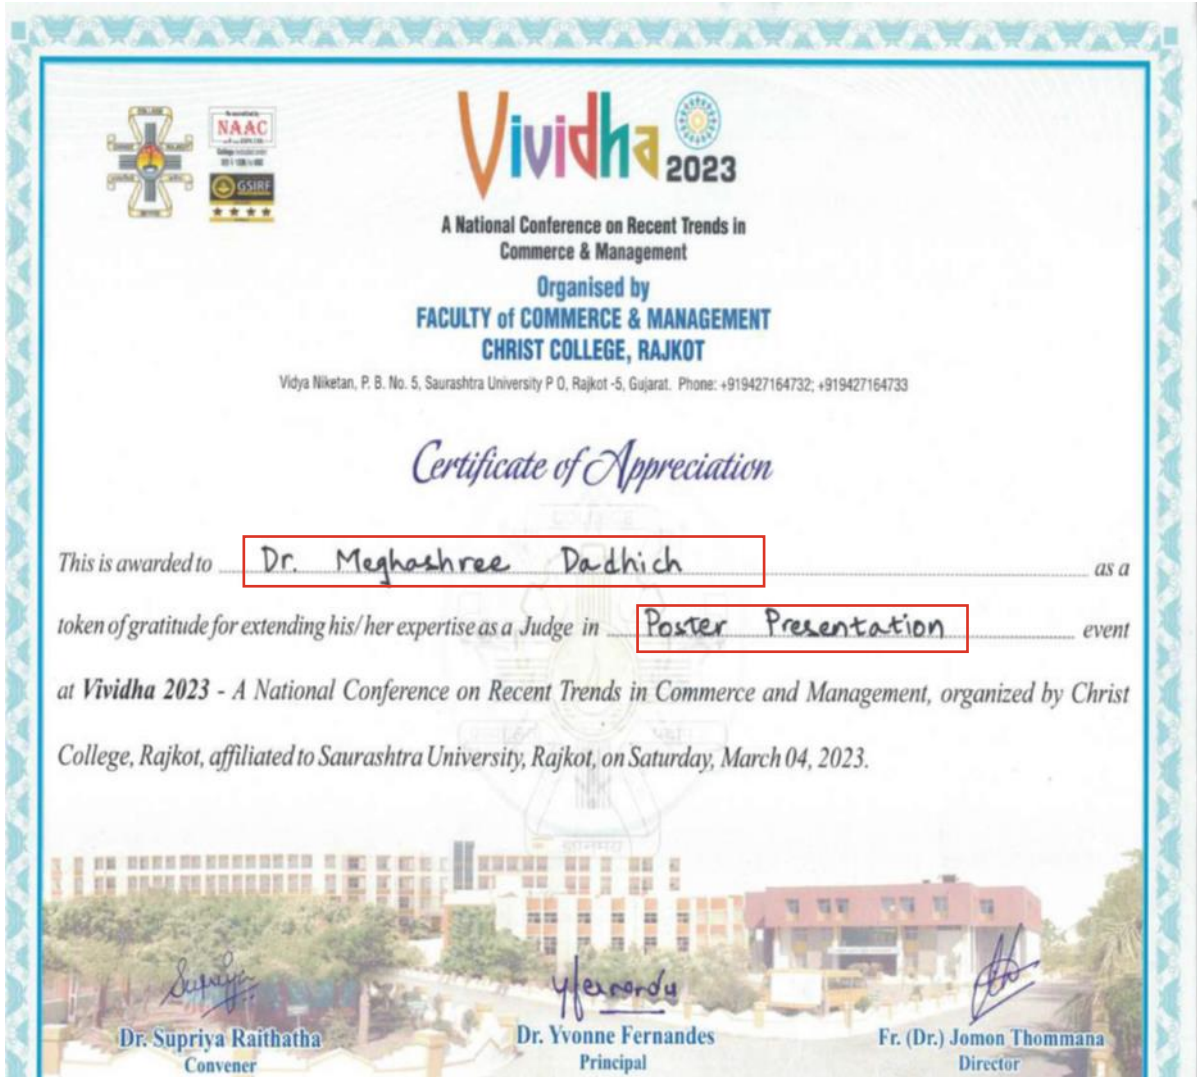 NAAC
GSIRF
Vividha 2023
A National Conference on Recent Trends in
Commerce & Management
Organised by
FACULTY of COMMERCE & MANAGEMENT
CHRIST COLLEGE, RAJKOT
Vidya Niketan, P. B. No. 5, Saurashtra University P O, Rajkot -5, Gujarat. Phone: +919427164732; +919427164733
Certificate of Appreciation
This is awarded to Dr. Meghashree Dadhich as a
token of gratitude for extending his/ her expertise as a Judge in Poster Presentation event
at Vividha 2023 - A National Conference on Recent Trends in Commerce and Management, organized by Christ
College, Rajkot, affiliated to Saurashtra University, Rajkot, on Saturday, March 04, 2023.
Supriya yfernandes
Dr. Supriya Raithatha Dr. Yvonne Fernandes Fr. (Dr.) Jomon Thommana
Convener Principal Director